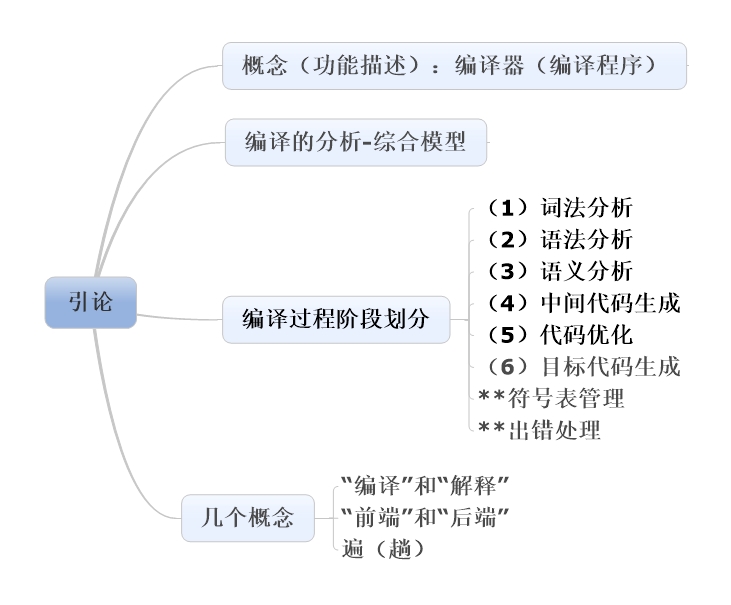 概念（功能描述）：编译器（编译程序）
编译的分析-综合模型
引论
编译过程阶段划分
（1）词法分析
（2）语法分析
（3）语义分析
（4）中间代码生成
（5）代码优化
（6）目标代码生成
**符号表管理
**出错处理
几个概念
“编译”和“解释”
“前端”和“后端”
遍（趟）